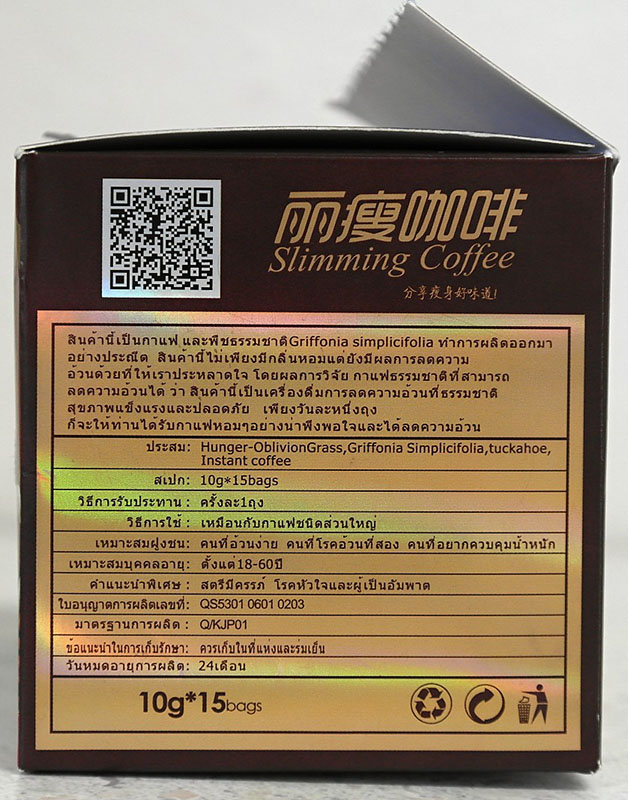 丽瘦咖啡
Slimming Coffee
分享瘦身好味道!
สินค้านี้เป็นกาแฟ และพืชธรรมชาติGriffonia simplicifolia ทำการผลิตออกมา
อย่างประณีต สินค้านี้ไม่เพียงมีกลิ่นหอมแต่ยังมีผลการลดความ
อ้วนด้วยที่ให้เราประหลาดใจ โดยผลการวิจัย กาแฟธรรมชาติที่สามารถ
ลดความอ้วนได้ ว่า สินค้านี้เป็นเครื่องดื่มการลดความอ้วนที่ธรรมชาติ
สุขภาพแข็งแรงและปลอดภัย เพียงวันละหนึ่งถุง
ก็จะให้ท่านได้รับกาแฟหอมๆอย่างน่าพึงพอใจและได้ลดความอ้วน
ประสม: Hunger-OblivionGrass,Griffonia Simplicifolia,tuckahoe,
Instant coffee
สเปก: 10g*15bags
วิธีการรับประทาน : ครั้งละ1ถุง
วิธีการใช้ : เหมือนกับกาแฟชนิดส่วนใหญ่
เหมาะสมฝูงชน: คนที่อ้วนง่าย คนที่โรคอ้วนที่สอง คนที่อยากควบคุมน้ำหนัก
เหมาะสมบุคคลอายุ: ตั้งแต่18-60ปี
คำแนะนำพิเศษ : สตรีมีครรภ์ โรคหัวใจและผู้เป็นอัมพาต
ใบอนุญาตการผลิตเลขที่: QS5301 0601 0203
มาตรฐานการผลิต : Q/KJP01
ข้อแนะนำในการเก็บรักษา: ควรเก็บในที่แห่งและร่มเย็น
วันหมดอายุการผลิต: 24เดือน
10g*15bags